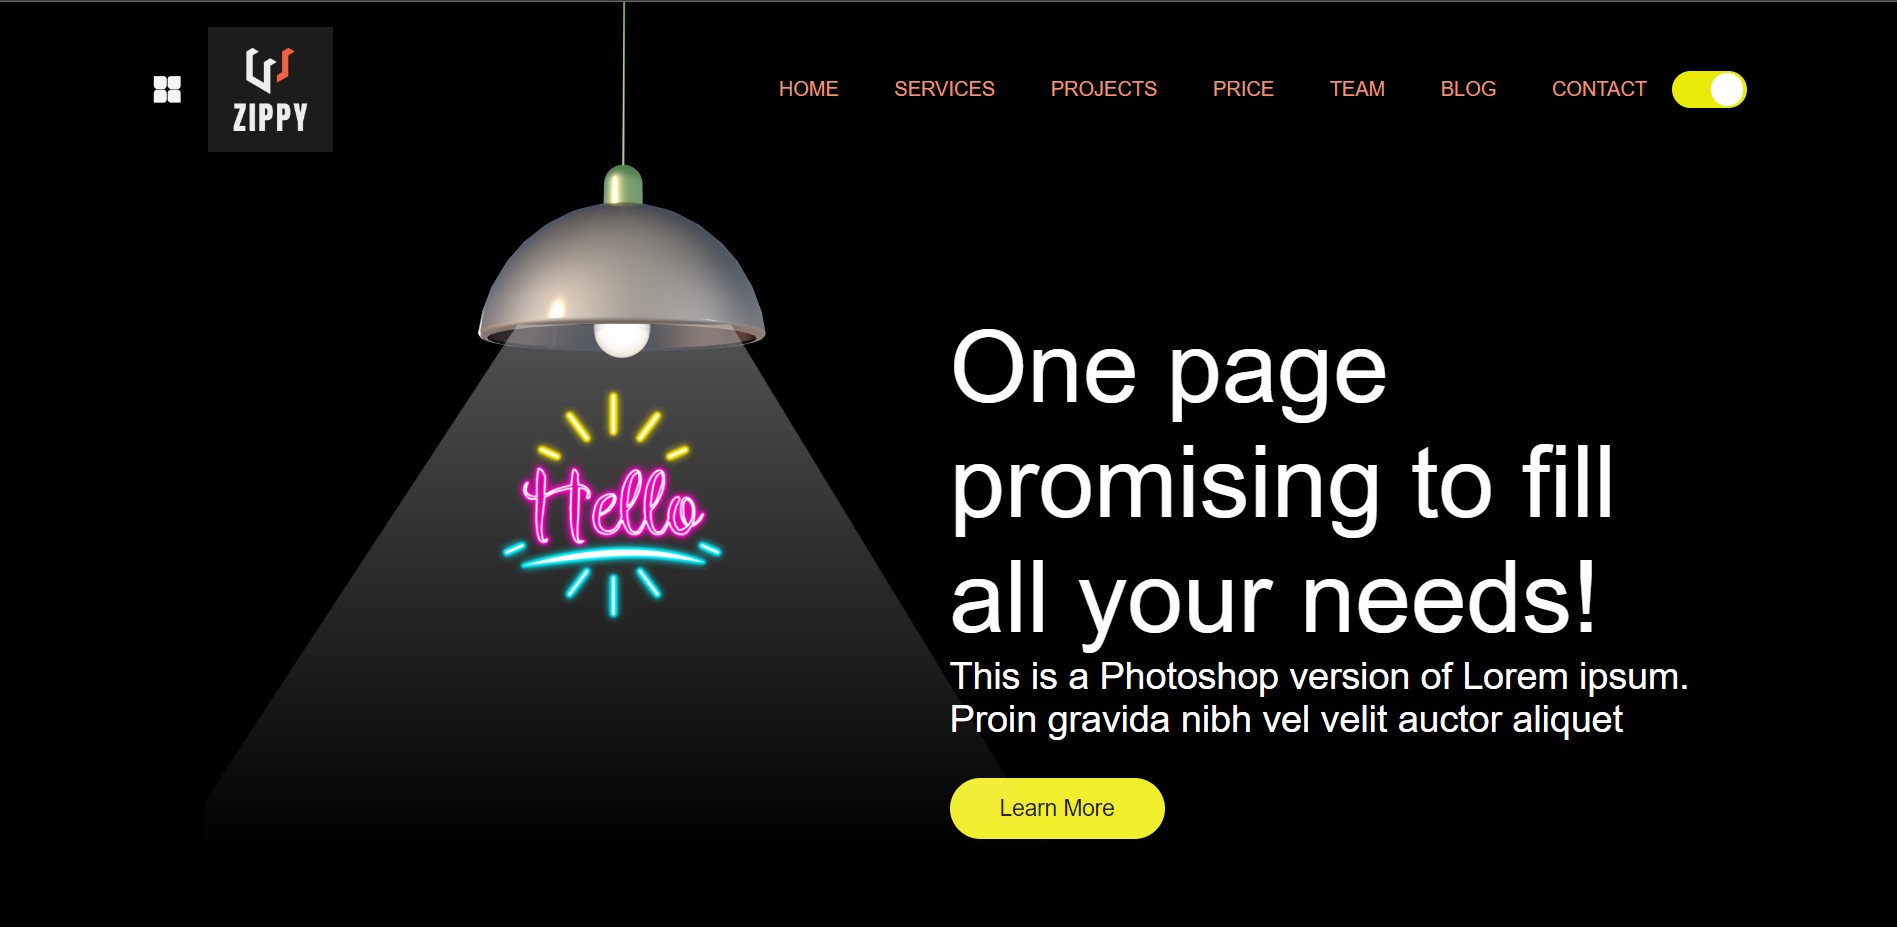 ZIPPY
HOME SERVICES PROJECTS PRICE TEAM BLOG CONTACT
Hello
One page
promising to fill
all your needs!
This is a Photoshop version of Lorem ipsum.
Proin gravida nibh vel velit auctor aliquet
Learn More